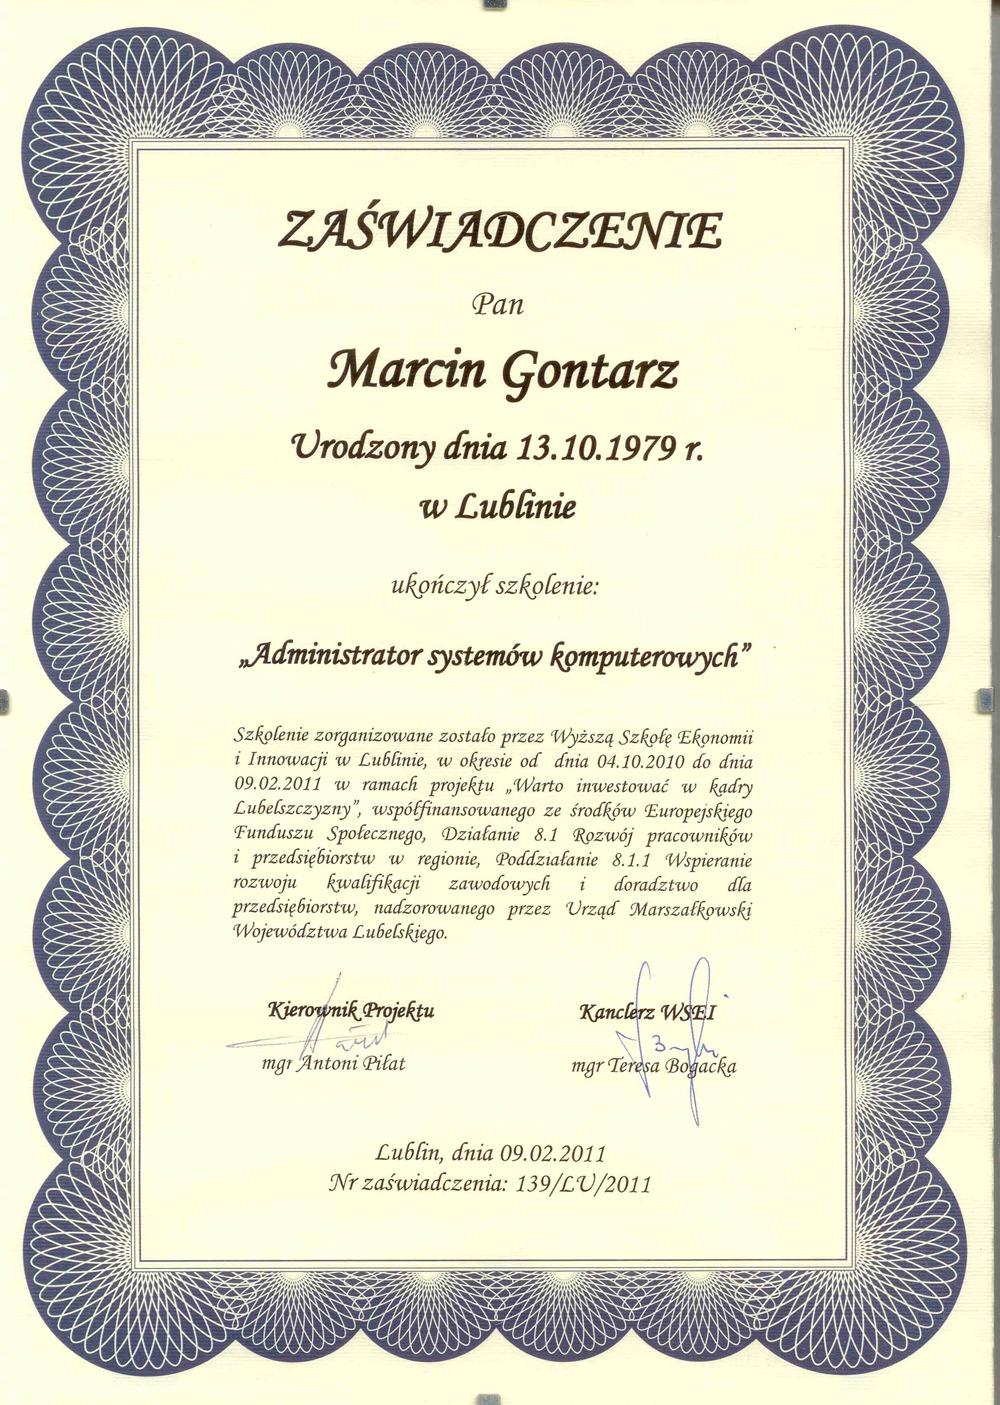 ZAŚWIADCZENIE
Pan
Marcin Gontarz
Urodzony dnia 13.10.1979 r.
w Lublinie
ukończył szkolenie:
„Administrator systemów komputerowych”
Szkolenie zorganizowane zostało przez Wyższą Szkołę Ekonomii
i Innowacji w Lublinie, w okresie od dnia 04.10.2010 do dnia
09.02.2011 w ramach projektu „Warto inwestować w kadry
Lubelszczyzny”, współfinansowanego ze środków Europejskiego
Funduszu Społecznego, Działanie 8.1 Rozwój pracowników
i przedsiębiorstw w regionie, Poddziałanie 8.1.1 Wspieranie
rozwoju kwalifikacji zawodowych i doradztwo dla
przedsiębiorstw, nadzorowanego przez Urząd Marszałkowski
Województwa Lubelskiego.
Kierownik Projektu
mgr Antoni Piłat
Kanclerz WSEI
mgr Teresa Bogacka
Lublin, dnia 09.02.2011
Nr zaświadczenia: 139/LU/2011